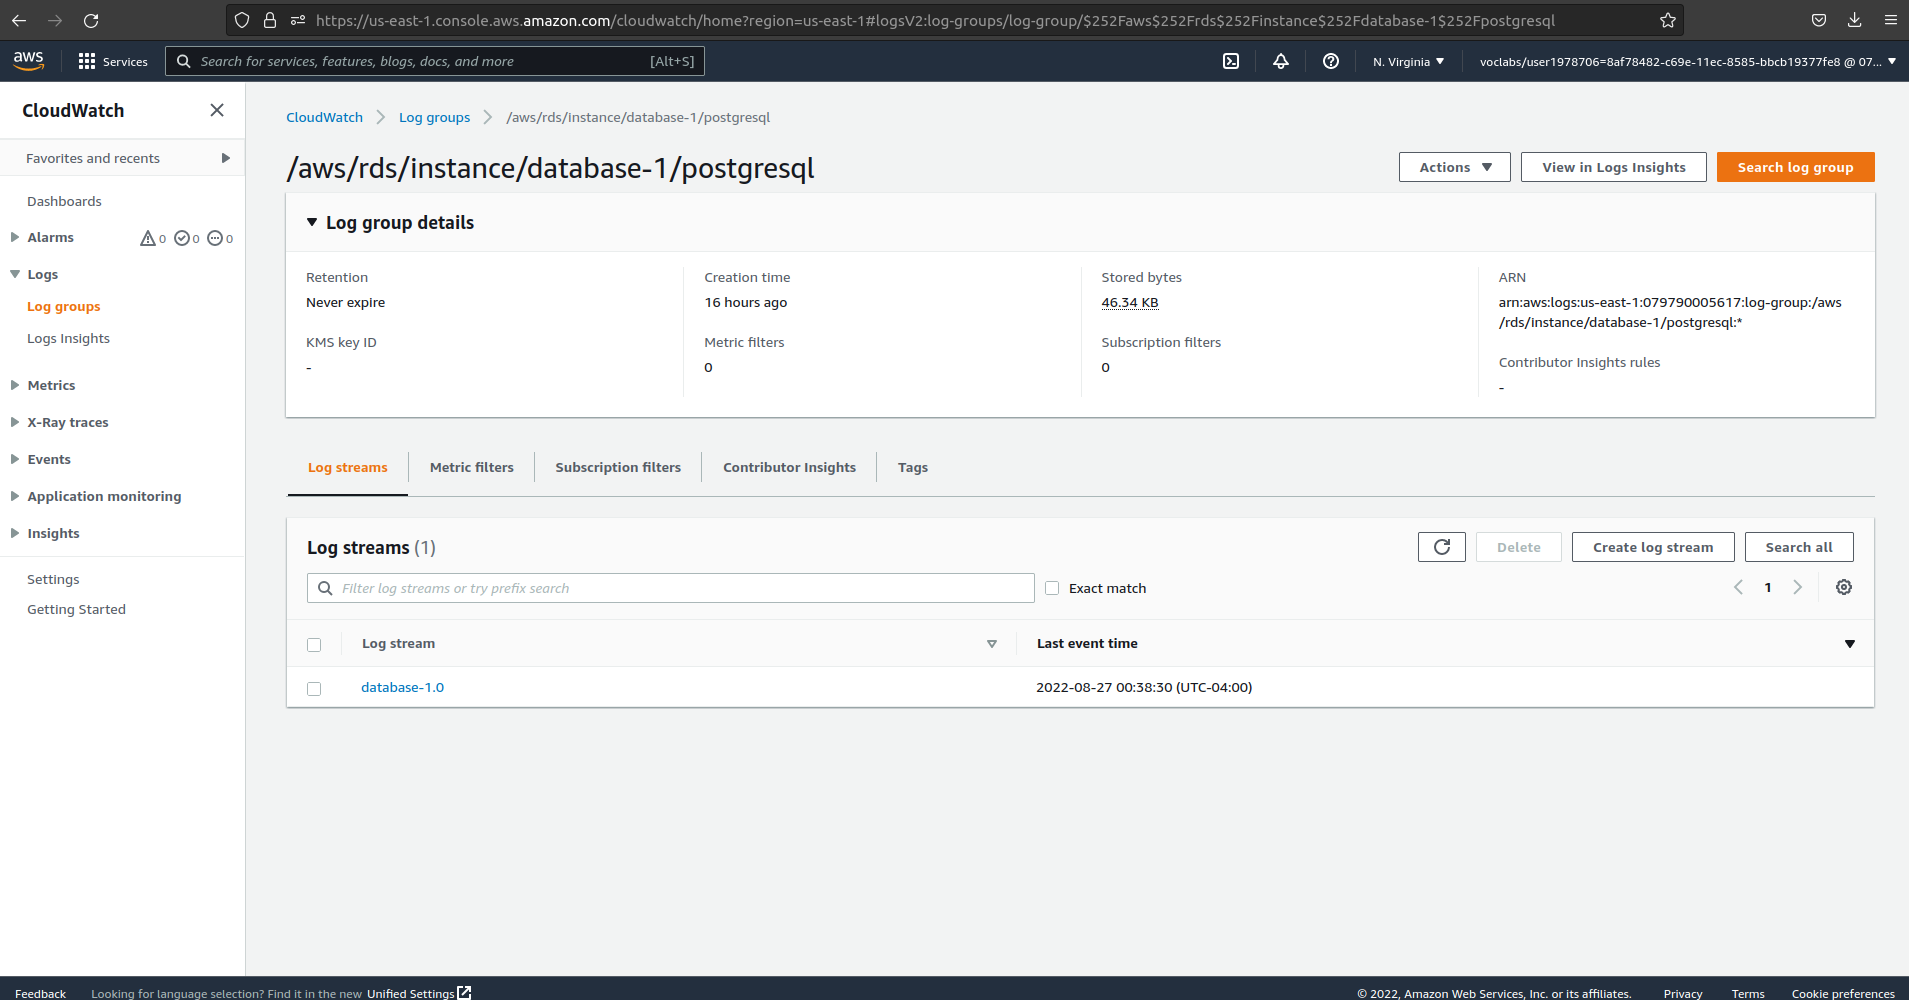 https://us-east-1.console.aws.amazon.com/cloudwatch/home?region=us-east-1#logsV2:log-groups/log-group/$252Faws$252Frds$252Finstance$252Fdatabase-1$252Fpostgresql
aws Services Search for services, features, blogs, docs, and more [Alt+S] N. Virginia voclabs/user1978706=8af78482-c69e-11ec-8585-bbcb19377fe8 @ 07...
CloudWatch
Favorites and recents
Dashboards
Alarms 0 0 0
Logs
Log groups
Logs Insights
Metrics
X-Ray traces
Events
Application monitoring
Insights
Settings
Getting Started
CloudWatch Log groups /aws/rds/instance/database-1/postgresql
/aws/rds/instance/database-1/postgresql
Actions View in Logs Insights Search log group
Log group details
Retention
Never expire
KMS key ID
-
Creation time
16 hours ago
Metric filters
0
Stored bytes
46.34 KB
Subscription filters
0
ARN
arn:aws:logs:us-east-1:079790005617:log-group:/aws
/rds/instance/database-1/postgresql:*
Contributor Insights rules
-
Log streams Metric filters Subscription filters Contributor Insights Tags
Log streams (1)
Delete Create log stream Search all
Filter log streams or try prefix search Exact match 1
Log stream Last event time
database-1.0 2022-08-27 00:38:30 (UTC-04:00)
Feedback Looking for language selection? Find it in the new Unified Settings © 2022, Amazon Web Services, Inc. or its affiliates. Privacy Terms Cookie preferences